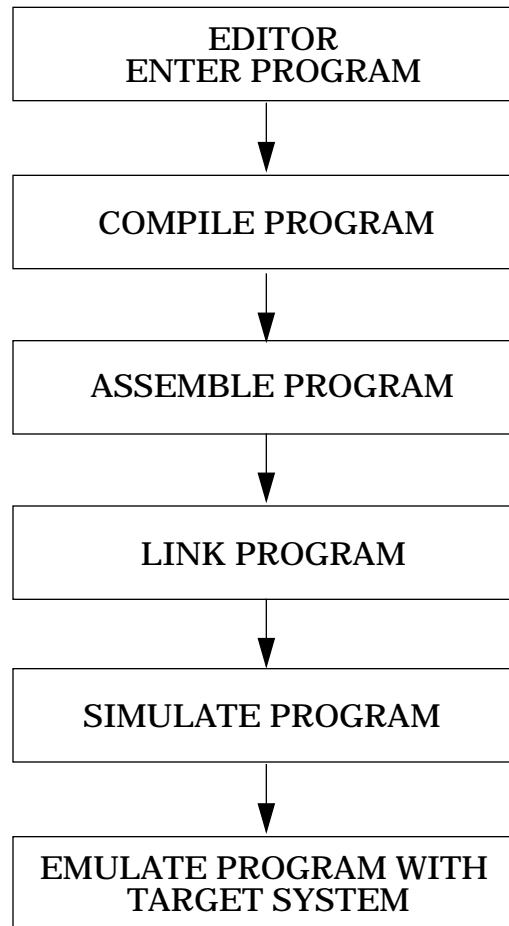 EDITOR
ENTER PROGRAM
COMPILE PROGRAM
ASSEMBLE PROGRAM
LINK PROGRAM
SIMULATE PROGRAM
EMULATE PROGRAM WITH
TARGET SYSTEM